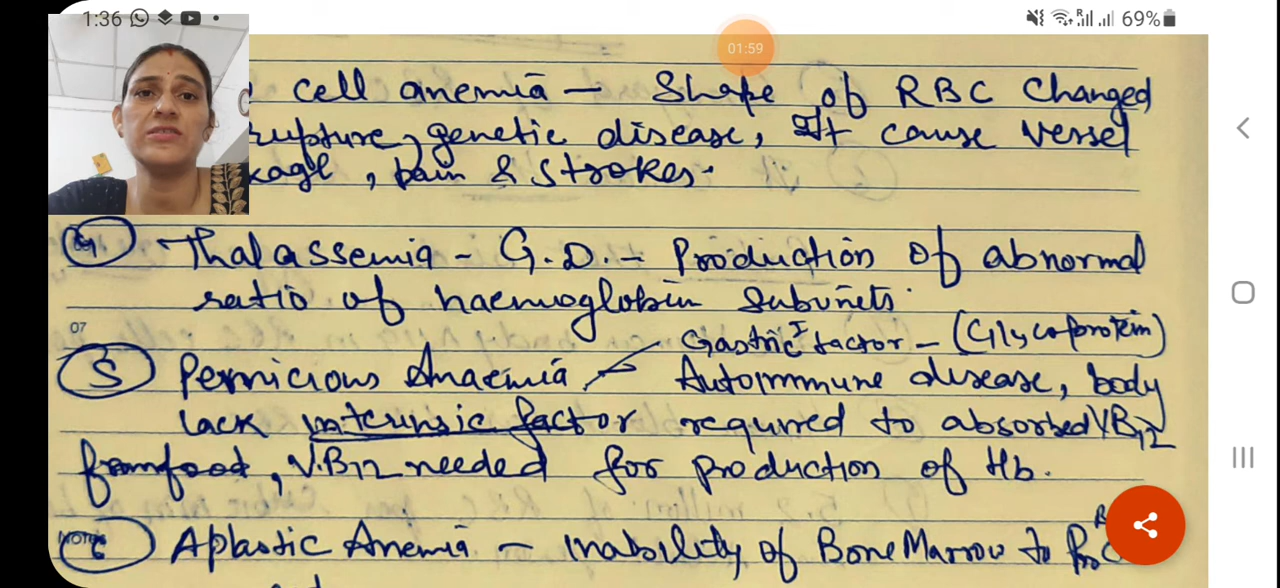 1:36
69%
01:59
cell anemia - Shape of RBC Changed
rupture, genetic disease, It cause vessel
kage, pain & Strokes.
4. Thalassemia - G.D. - Production of abnormal
ratio of haemoglobin Subunits.
07
Gastric I factor - (Glycoprotein)
5 Pernicious Anaemia - Autoimmune disease, body
lack intrinsic factor required to absorbed V B12
from food, V.B12 needed for production of Hb.
NOTES
6 Aplastic Anemia - inability of Bone Marrow to